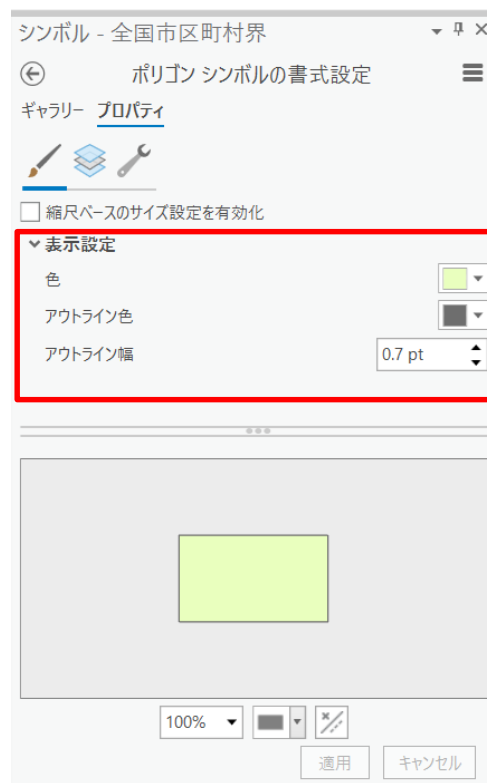 シンボル - 全国市区町村界
ポリゴン シンボルの書式設定
ギャラリー プロパティ
縮尺ベースのサイズ設定を有効化
表示設定
色
アウトライン色
アウトライン幅 0.7 pt
100%
適用 キャンセル